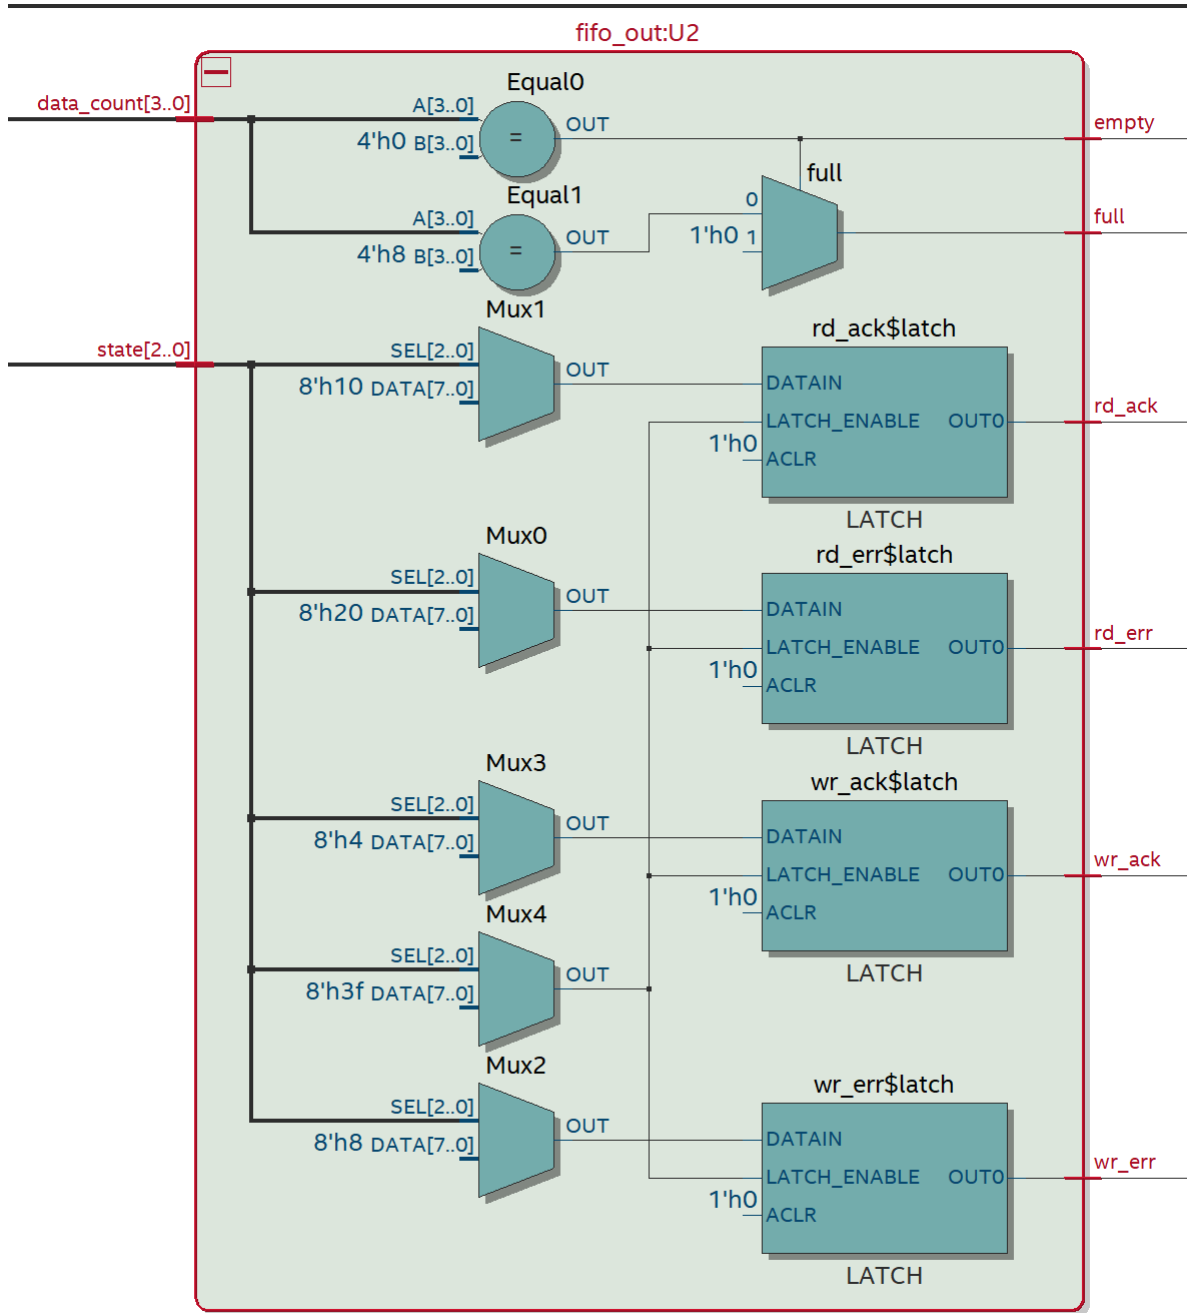 fifo_out:U2
Equal0
data_count[3..0]
A[3..0]
4'h0 B[3..0]
=
OUT
empty
Equal1
full
A[3..0]
4'h8 B[3..0]
=
OUT
0
1'h0 1
full
Mux1
state[2..0]
SEL[2..0]
8'h10 DATA[7..0]
OUT
rd_ack$latch
DATAIN
LATCH_ENABLE OUT0
1'h0 ACLR
rd_ack
LATCH
Mux0
SEL[2..0]
8'h20 DATA[7..0]
OUT
rd_err$latch
DATAIN
LATCH_ENABLE OUT0
1'h0 ACLR
rd_err
LATCH
Mux3
SEL[2..0]
8'h4 DATA[7..0]
OUT
wr_ack$latch
DATAIN
LATCH_ENABLE OUT0
1'h0 ACLR
wr_ack
LATCH
Mux4
SEL[2..0]
8'h3f DATA[7..0]
OUT
Mux2
SEL[2..0]
8'h8 DATA[7..0]
OUT
wr_err$latch
DATAIN
LATCH_ENABLE OUT0
1'h0 ACLR
wr_err
LATCH